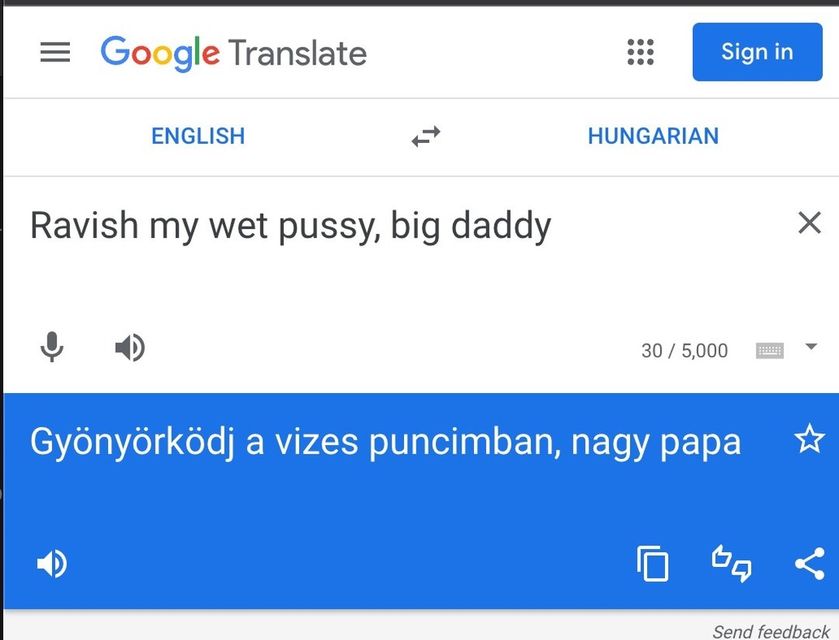 Google Translate
Sign in
ENGLISH
HUNGARIAN
Ravish my wet pussy, big daddy
30 / 5,000
Gyönyörködj a vizes puncimban, nagy papa
Send feedback